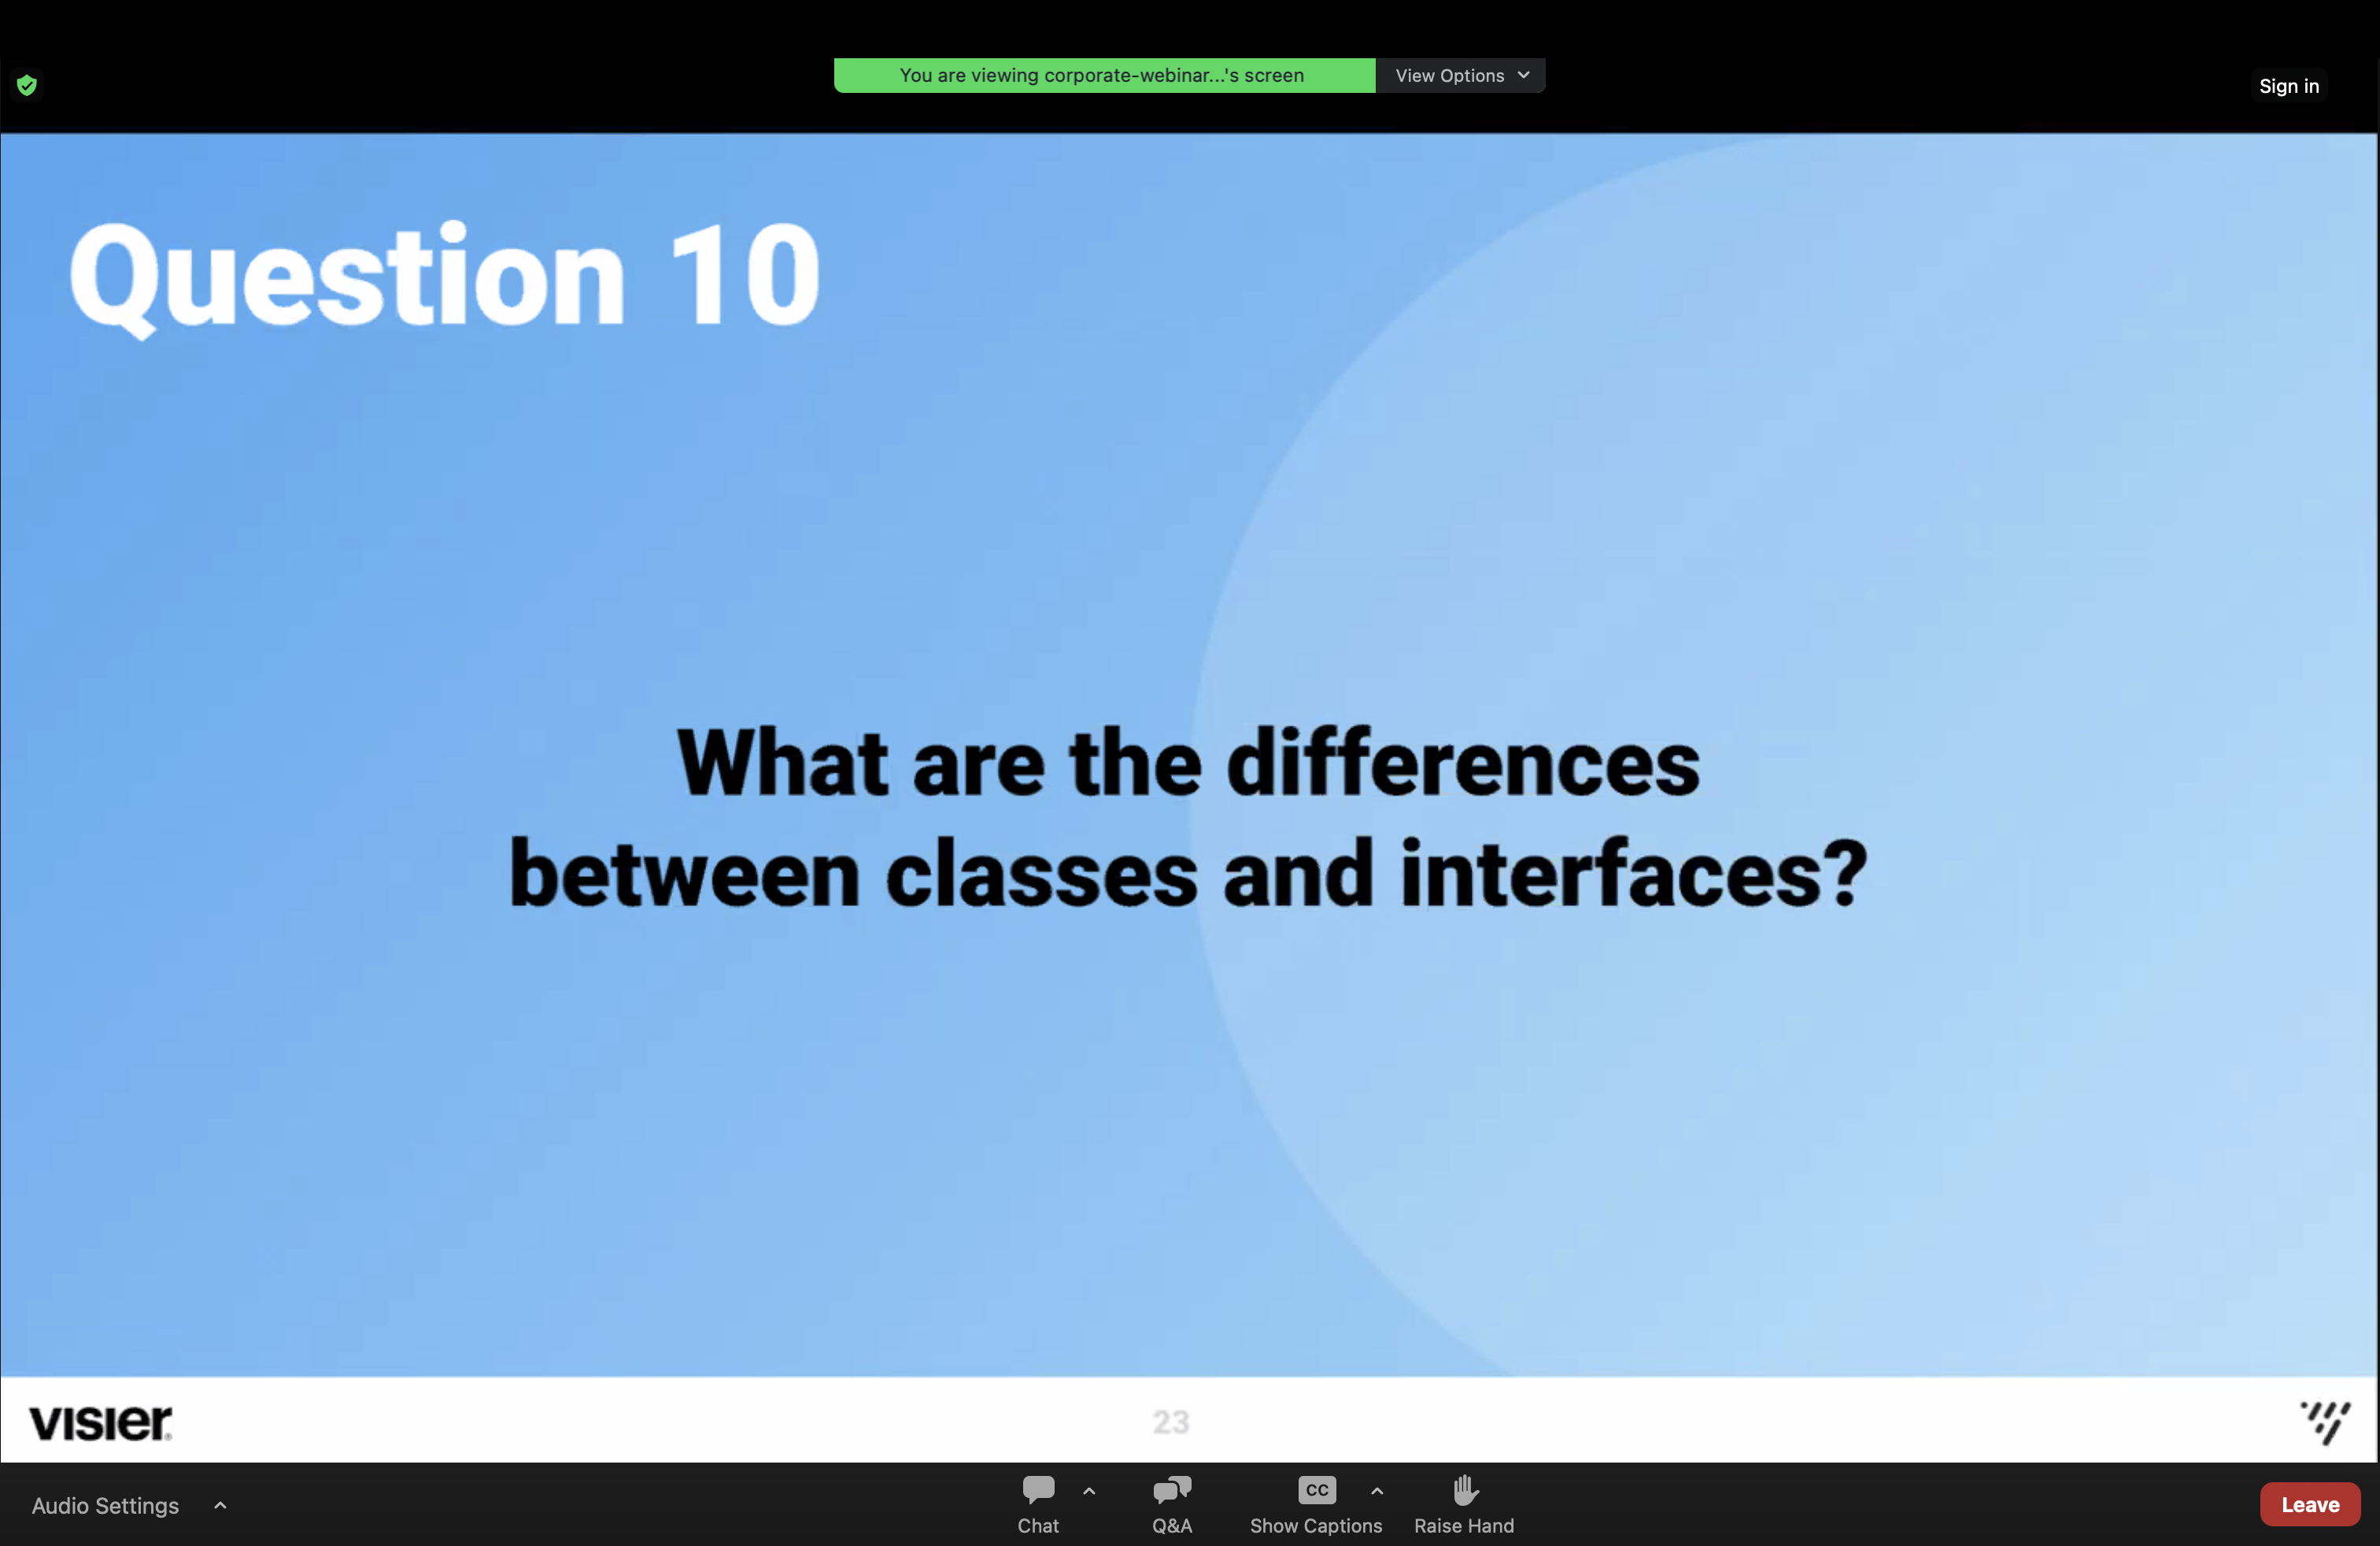 You are viewing corporate-webinar...'s screen
View Options
Sign in
Question 10
What are the differences
between classes and interfaces?
visier®
23
Audio Settings
Chat
Q&A
CC
Show Captions
Raise Hand
Leave